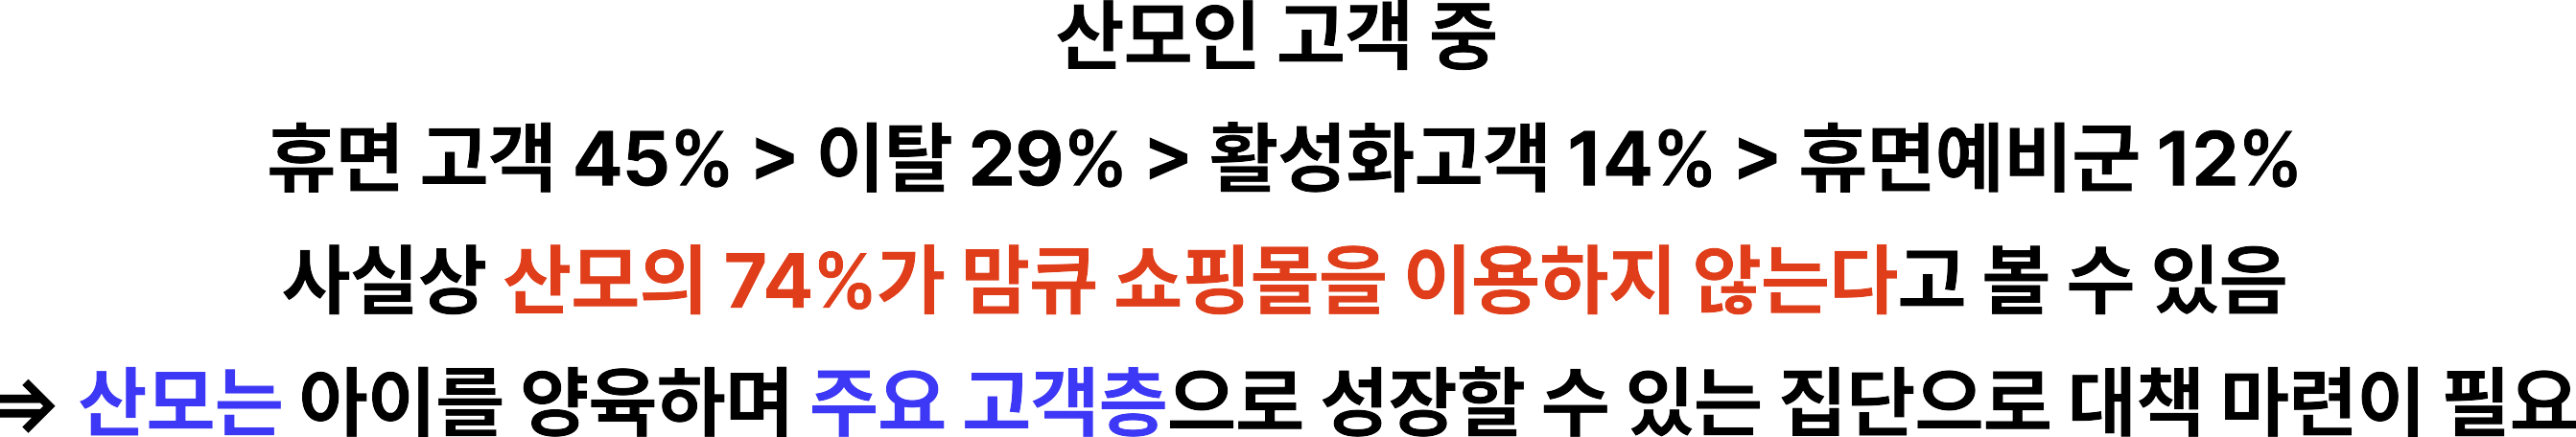 산모인 고객 중
휴면 고객 45% > 이탈 29% > 활성화고객 14% > 휴면예비군 12%
사실상 산모의 74%가 맘큐 쇼핑몰을 이용하지 않는다고 볼 수 있음
⇒ 산모는 아이를 양육하며 주요 고객층으로 성장할 수 있는 집단으로 대책 마련이 필요